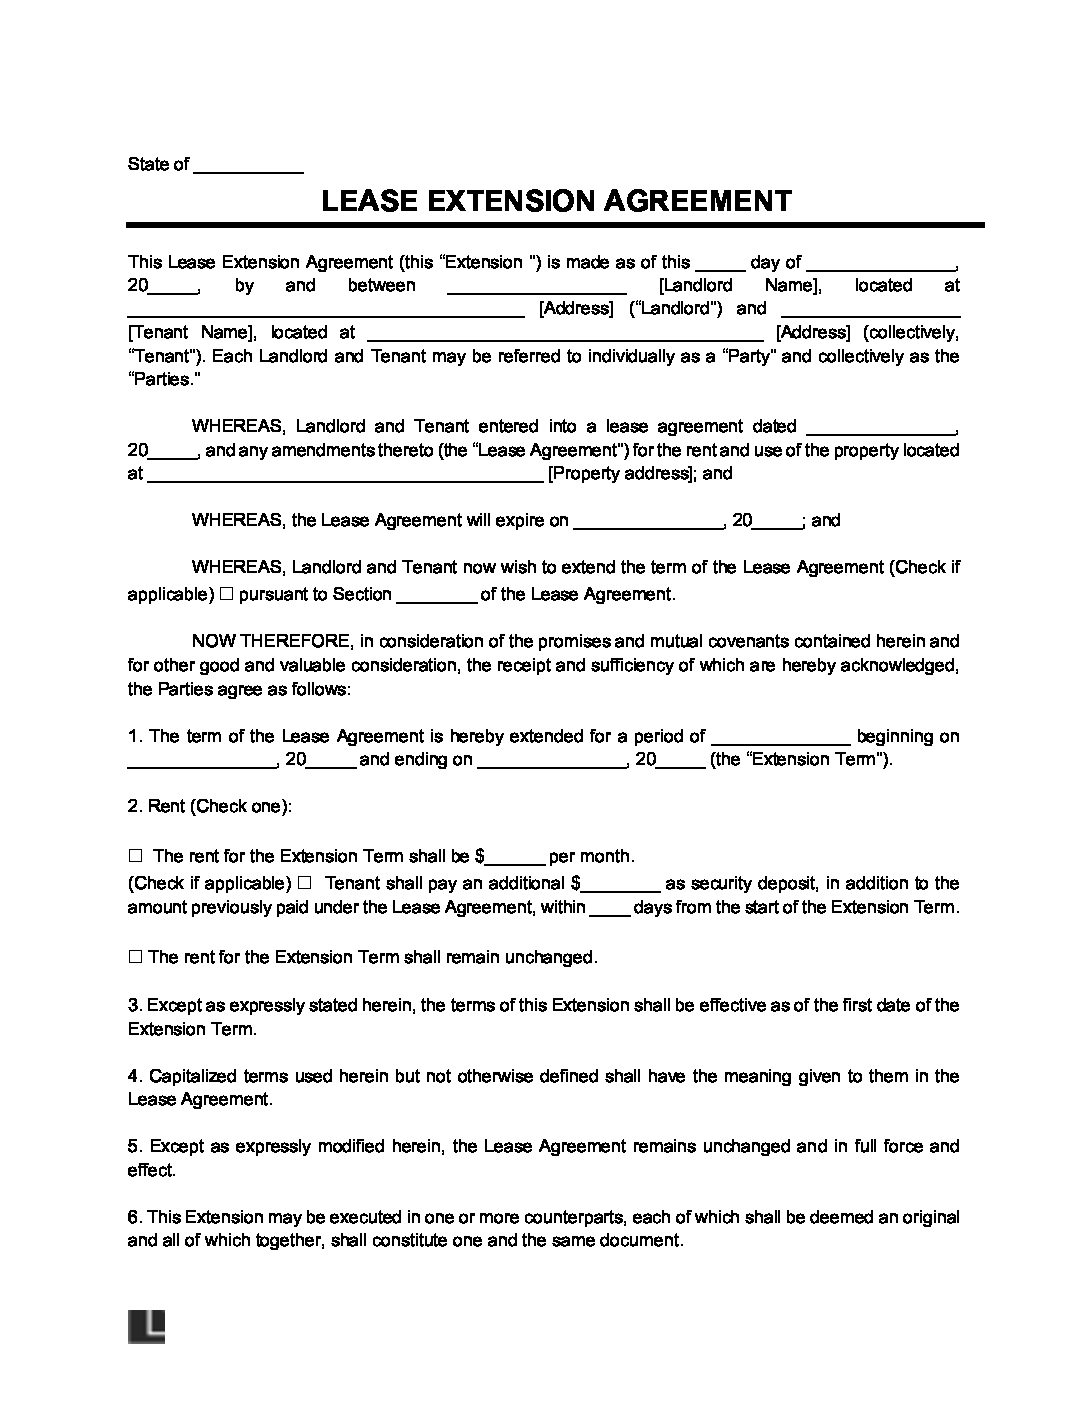 State of ___________
LEASE EXTENSION AGREEMENT
This Lease Extension Agreement (this “Extension ") is made as of this _____ day of _______________,
20_____, by and between __________________ [Landlord Name], located at
________________________________________ [Address] (“Landlord") and __________________
[Tenant Name], located at ________________________________________ [Address] (collectively,
“Tenant"). Each Landlord and Tenant may be referred to individually as a “Party" and collectively as the
“Parties."
WHEREAS, Landlord and Tenant entered into a lease agreement dated _______________,
20_____, and any amendments thereto (the “Lease Agreement") for the rent and use of the property located
at ________________________________________ [Property address]; and
WHEREAS, the Lease Agreement will expire on _______________, 20_____; and
WHEREAS, Landlord and Tenant now wish to extend the term of the Lease Agreement (Check if
applicable) ☐ pursuant to Section ________ of the Lease Agreement.
NOW THEREFORE, in consideration of the promises and mutual covenants contained herein and
for other good and valuable consideration, the receipt and sufficiency of which are hereby acknowledged,
the Parties agree as follows:
1. The term of the Lease Agreement is hereby extended for a period of ______________ beginning on
_______________, 20_____ and ending on _______________, 20_____ (the “Extension Term").
2. Rent (Check one):
☐ The rent for the Extension Term shall be $______ per month.
(Check if applicable) ☐ Tenant shall pay an additional $________ as security deposit, in addition to the
amount previously paid under the Lease Agreement, within ____ days from the start of the Extension Term.
☐ The rent for the Extension Term shall remain unchanged.
3. Except as expressly stated herein, the terms of this Extension shall be effective as of the first date of the
Extension Term.
4. Capitalized terms used herein but not otherwise defined shall have the meaning given to them in the
Lease Agreement.
5. Except as expressly modified herein, the Lease Agreement remains unchanged and in full force and
effect.
6. This Extension may be executed in one or more counterparts, each of which shall be deemed an original
and all of which together, shall constitute one and the same document.